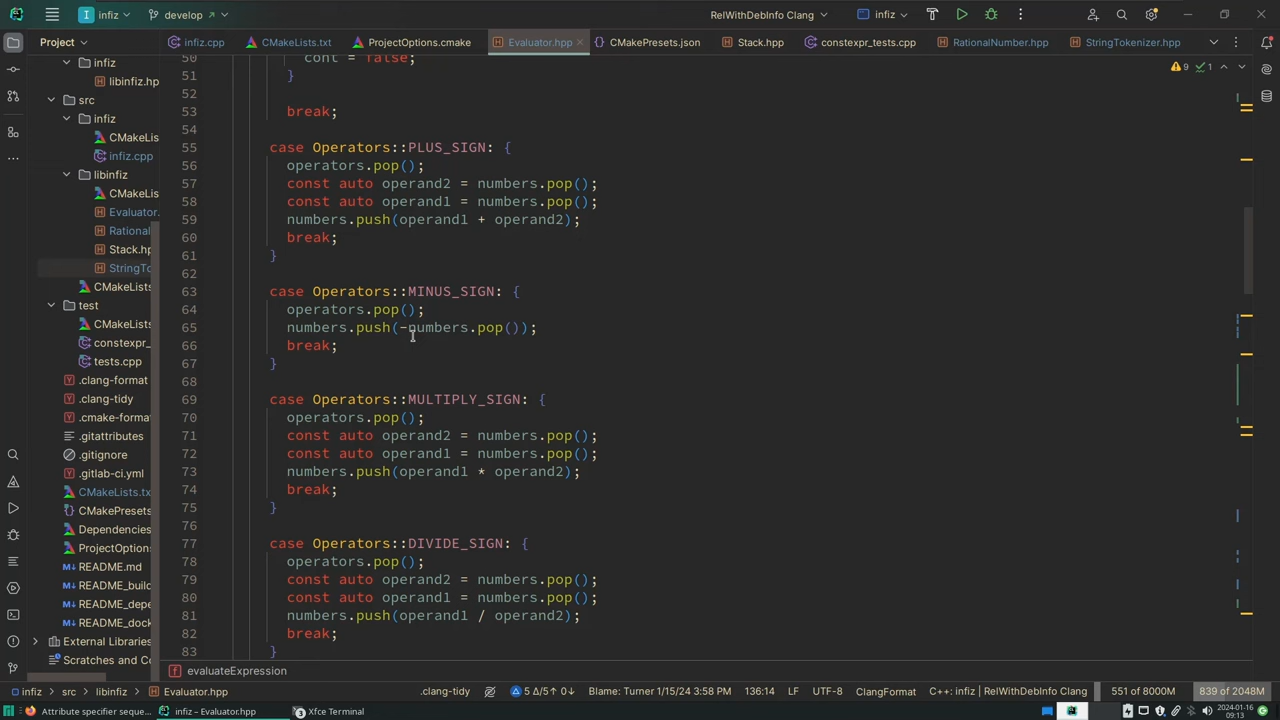 infiz
develop
RelWithDebInfo Clang
infiz
Project
infiz.cpp
CMakeLists.txt
ProjectOptions.cmake
Evaluator.hpp
CMakePresets.json
Stack.hpp
constexpr_tests.cpp
RationalNumber.hpp
StringTokenizer.hpp
infiz
libinfiz.hp
src
infiz
CMakeLis
infiz.cpp
libinfiz
CMakeLis
Evaluator.
Rational
Stack.hp
StringTo
CMakeLists
test
CMakeLists
constexpr_
tests.cpp
.clang-format
.clang-tidy
.cmake-format
.gitattributes
.gitignore
.gitlab-ci.yml
CMakeLists.tx
CMakePresets
Dependencies
ProjectOption
README.md
README_build
README_depe
README_dock
External Libraries
Scratches and Co
9 1
50 cont = false;
51 }
52
53 break;
54
55 case Operators::PLUS_SIGN: {
56 operators.pop();
57 const auto operand2 = numbers.pop();
58 const auto operand1 = numbers.pop();
59 numbers.push(operand1 + operand2);
60 break;
61 }
62
63 case Operators::MINUS_SIGN: {
64 operators.pop();
65 numbers.push(-numbers.pop());
66 break;
67 }
68
69 case Operators::MULTIPLY_SIGN: {
70 operators.pop();
71 const auto operand2 = numbers.pop();
72 const auto operand1 = numbers.pop();
73 numbers.push(operand1 * operand2);
74 break;
75 }
76
77 case Operators::DIVIDE_SIGN: {
78 operators.pop();
79 const auto operand2 = numbers.pop();
80 const auto operand1 = numbers.pop();
81 numbers.push(operand1 / operand2);
82 break;
83 }
f evaluateExpression
infiz > src > libinfiz > Evaluator.hpp
.clang-tidy
5 Δ/5↑ 0↓
Blame: Turner 1/15/24 3:58 PM
136:14
LF
UTF-8
ClangFormat
C++: infiz | RelWithDebInfo Clang
551 of 8000M
839 of 2048M
Attribute specifier seque...
infiz – Evaluator.hpp
Xfce Terminal
2024-01-16
09:13